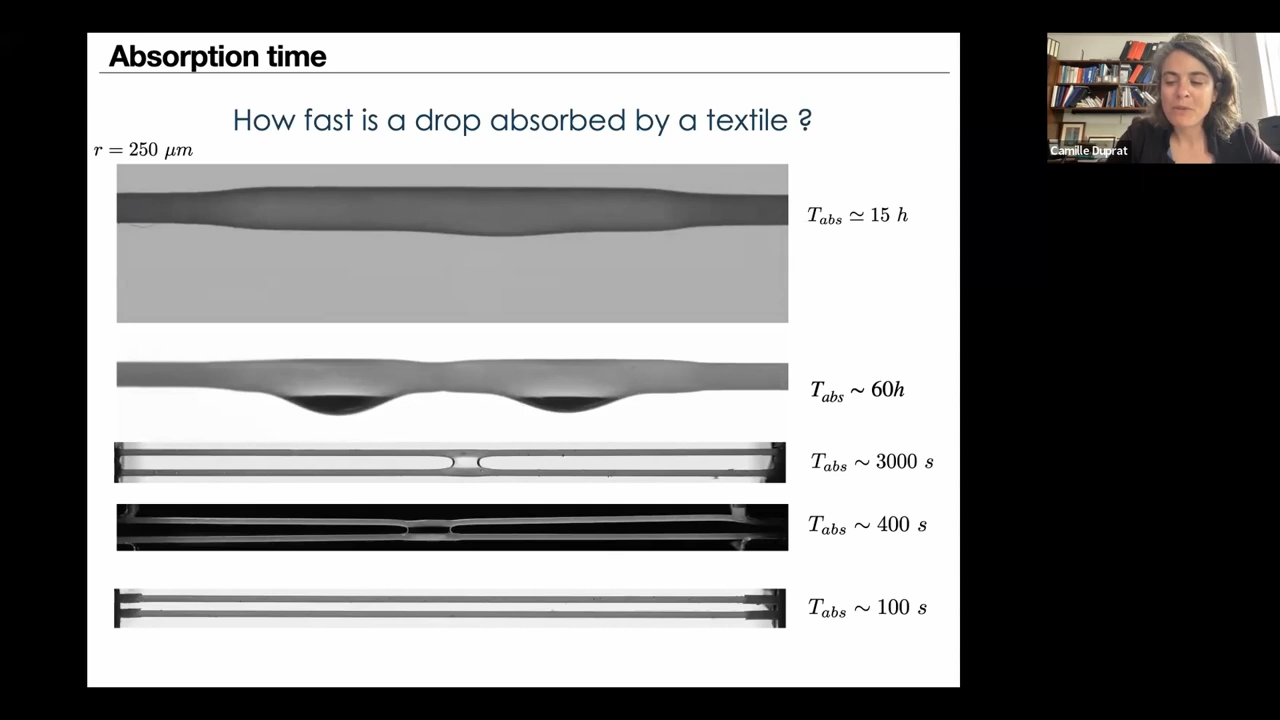 Absorption time
How fast is a drop absorbed by a textile ?
r = 250 μm
T_abs ≃ 15 h
T_abs ∼ 60h
T_abs ∼ 3000 s
T_abs ∼ 400 s
T_abs ∼ 100 s
Camille Duprat